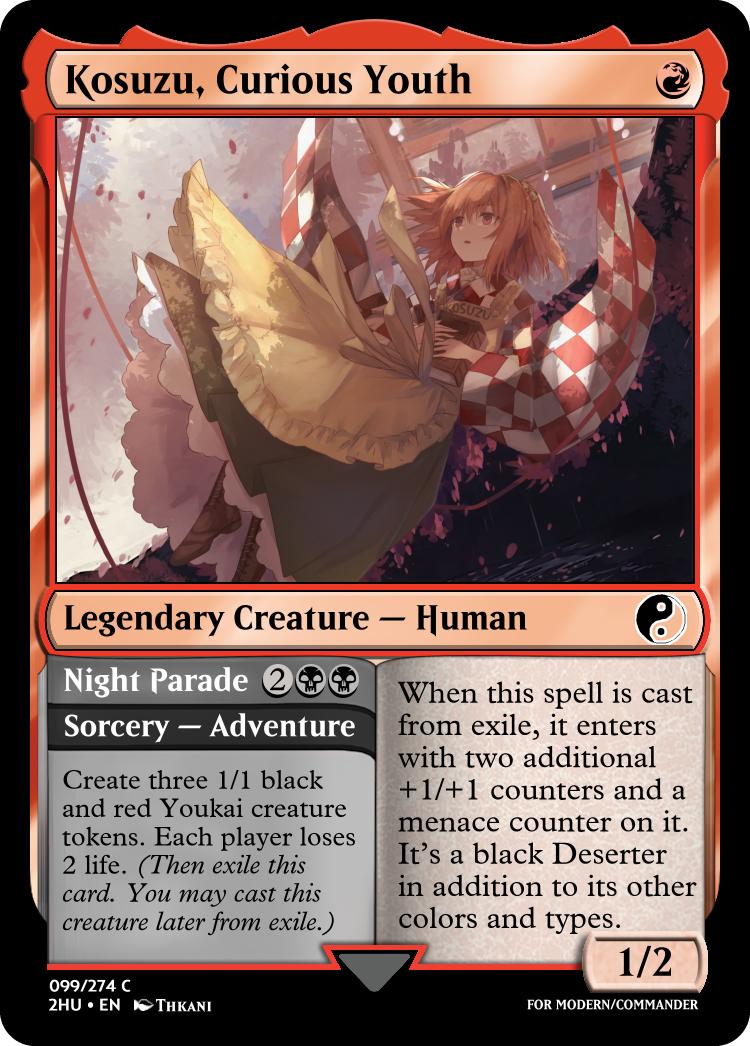 Kosuzu, Curious Youth
KOSUZU
Legendary Creature — Human
Night Parade 2
Sorcery — Adventure
Create three 1/1 black
and red Youkai creature
tokens. Each player loses
2 life. (Then exile this
card. You may cast this
creature later from exile.)
When this spell is cast
from exile, it enters
with two additional
+1/+1 counters and a
menace counter on it.
It's a black Deserter
in addition to its other
colors and types.
1/2
099/274 C
2HU • EN Thkani
FOR MODERN/COMMANDER